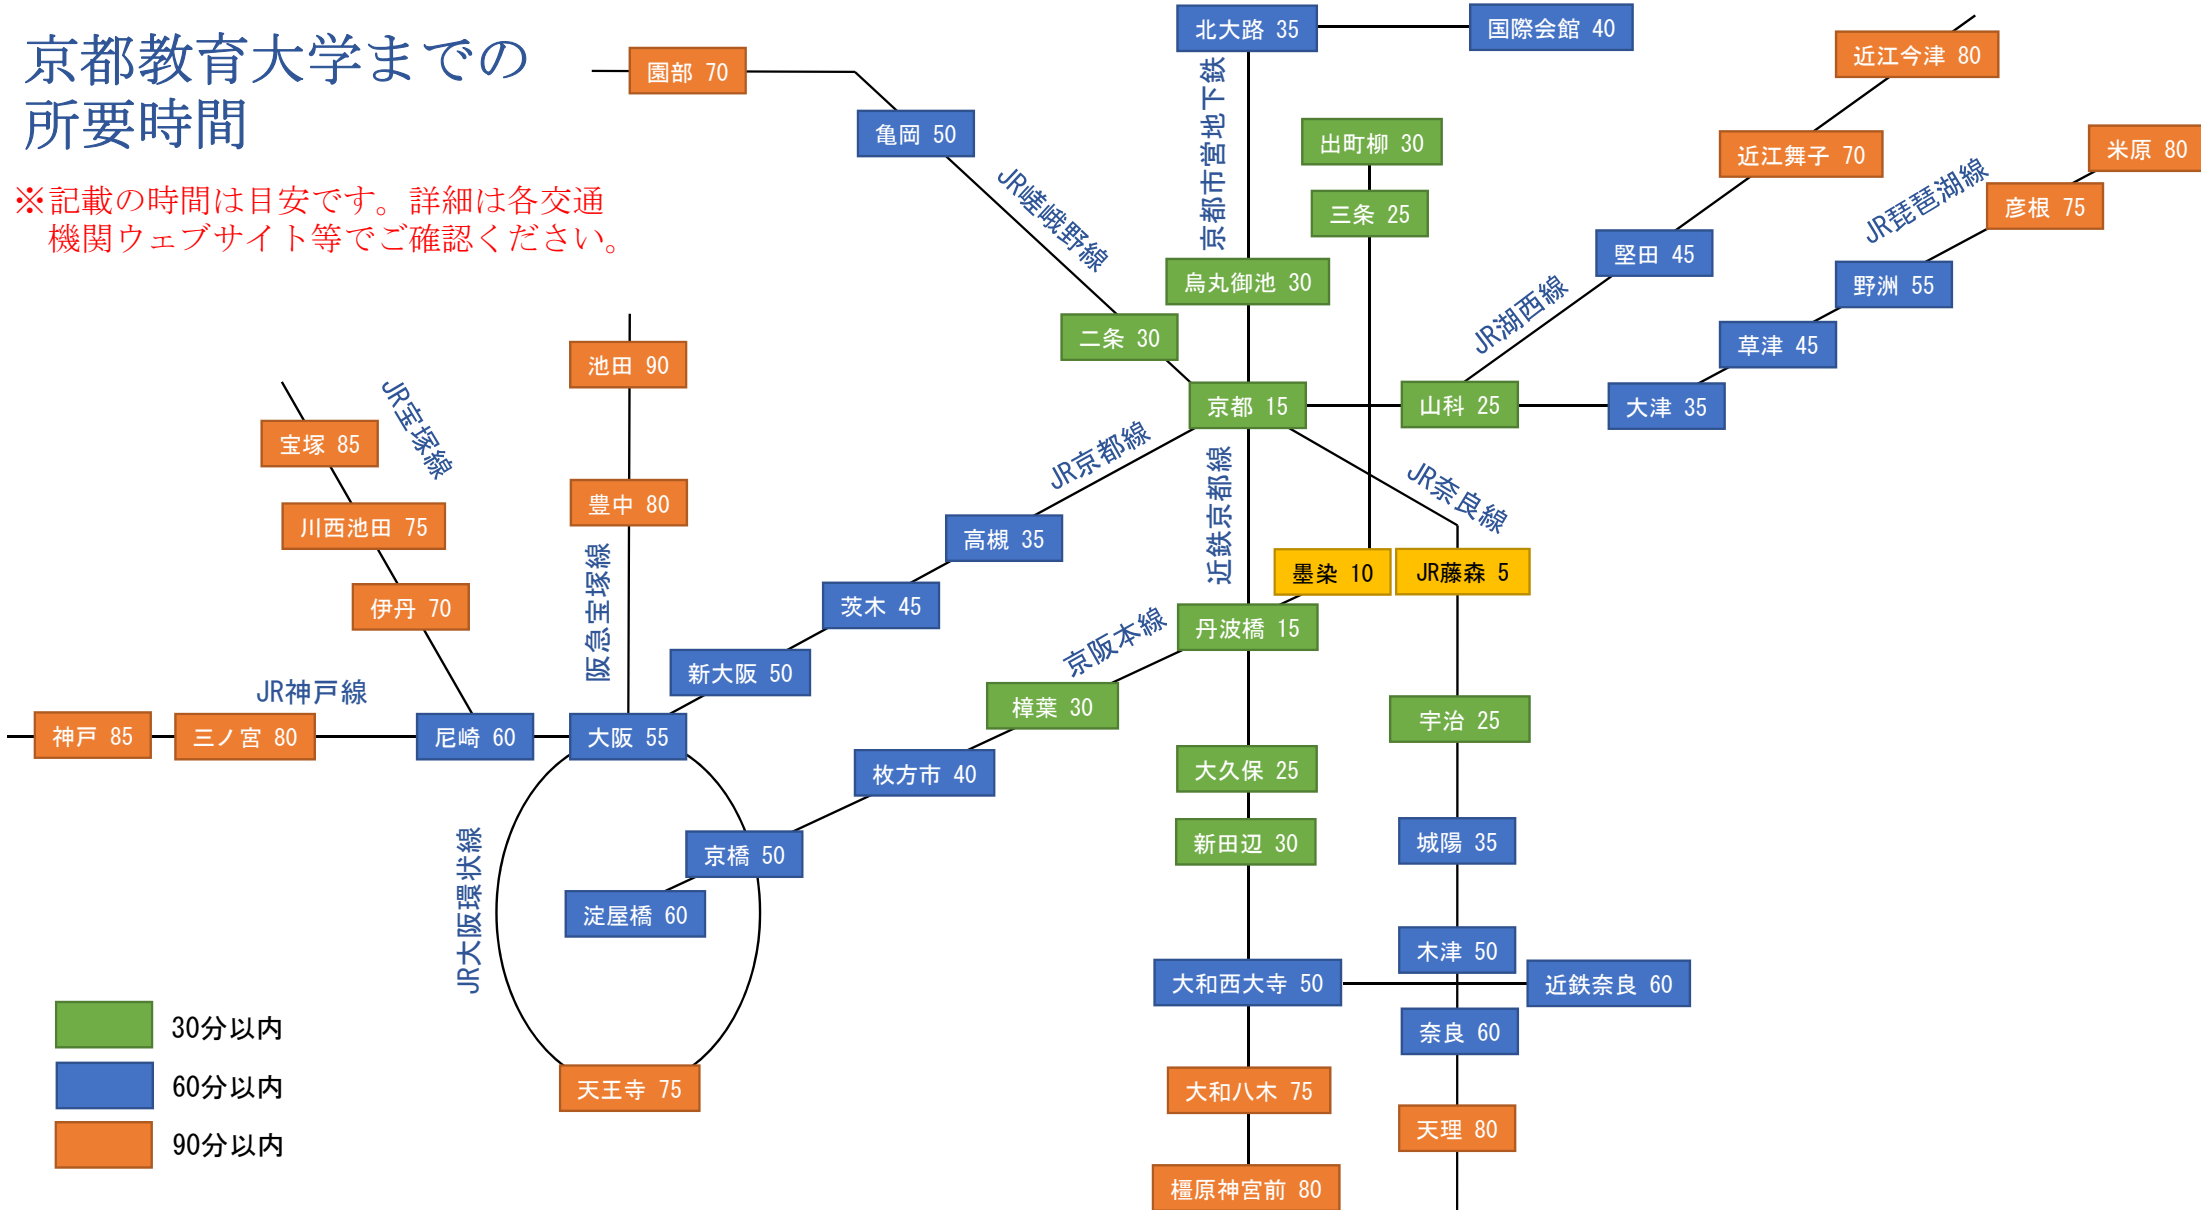 京都教育大学までの
所要時間
※記載の時間は目安です。詳細は各交通
機関ウェブサイト等でご確認ください。
北大路 35
国際会館 40
園部 70
近江今津 80
亀岡 50
京都市営地下鉄
出町柳 30
近江舞子 70
米原 80
JR嵯峨野線
三条 25
JR琵琶湖線
彦根 75
堅田 45
烏丸御池 30
野洲 55
JR湖西線
二条 30
草津 45
池田 90
京都 15
山科 25
大津 35
JR宝塚線
宝塚 85
JR京都線
近鉄京都線
JR奈良線
豊中 80
川西池田 75
高槻 35
阪急宝塚線
墨染 10
JR藤森 5
伊丹 70
茨木 45
丹波橋 15
京阪本線
新大阪 50
JR神戸線
樟葉 30
宇治 25
神戸 85
三ノ宮 80
尼崎 60
大阪 55
枚方市 40
大久保 25
新田辺 30
城陽 35
京橋 50
JR大阪環状線
淀屋橋 60
木津 50
大和西大寺 50
近鉄奈良 60
奈良 60
30分以内
60分以内
90分以内
天王寺 75
大和八木 75
天理 80
橿原神宮前 80